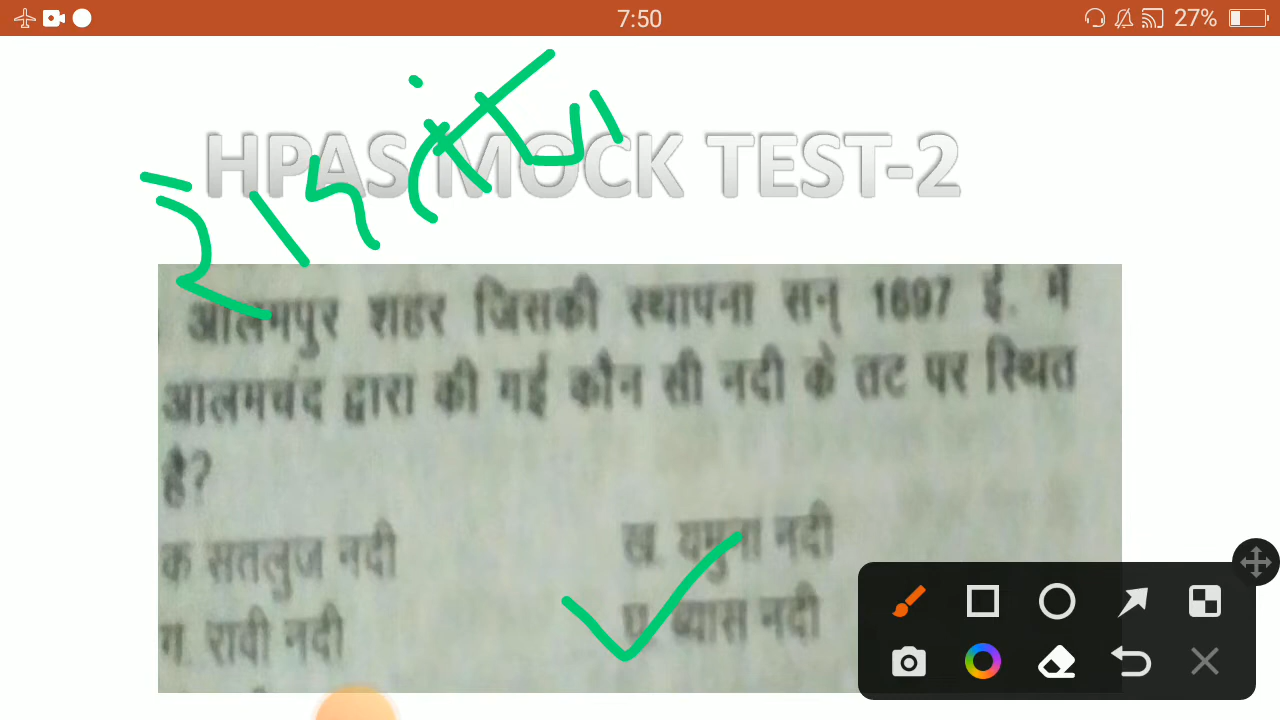 7:50
27%
HPAS MOCK TEST-2
आलमपुर शहर जिसकी स्थापना सन् 1697 ई. में
आलमचंद द्वारा की गई कौन सी नदी के तट पर स्थित
है?
क सतलुज नदी ख. यमुना नदी
ग. रावी नदी घ. ब्यास नदी